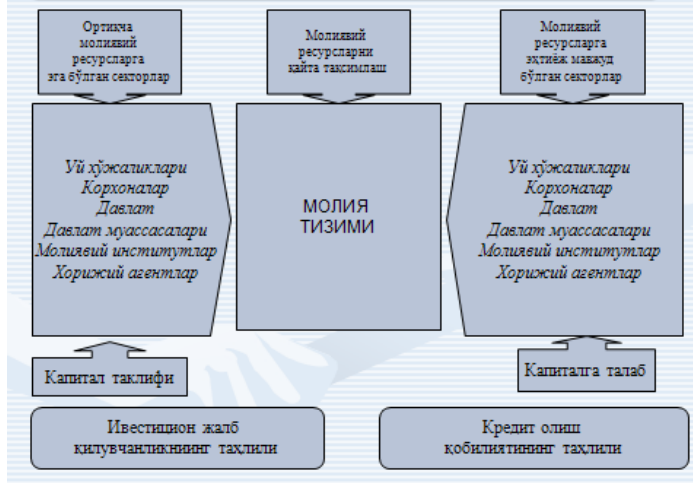 Ортиқча
молиявий
ресурсларга
эга бўлган секторлар
Молиявий
ресурсларни
қайта тақсимлаш
Молиявий
ресурсларга
эҳтиёж мавжуд
бўлган секторлар
Уй хўжаликлари
Корхоналар
Давлат
Давлат муассасалари
Молиявий институтлар
Хорижий агентлар
МОЛИЯ
ТИЗИМИ
Уй хўжаликлари
Корхоналар
Давлат
Давлат муассасалари
Молиявий институтлар
Хорижий агентлар
Капитал таклифи
Капиталга талаб
Ивестицион жалб
қилувчанликниинг таҳлили
Кредит олиш
қобилиятининг таҳлили